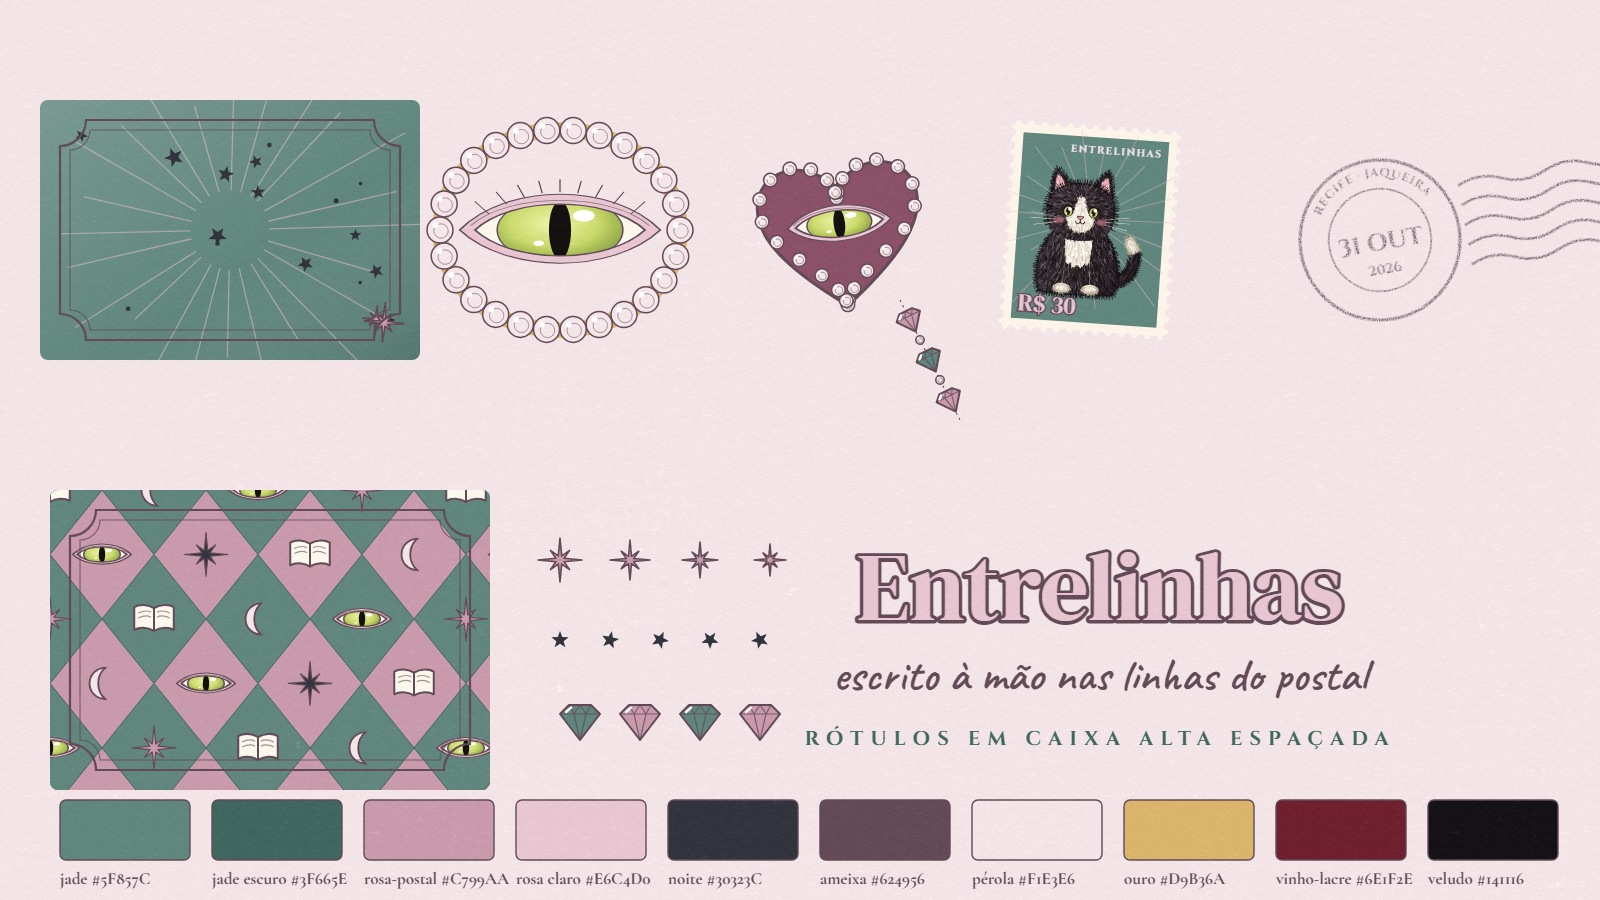 ENTRELINHAS
R$ 30
RECIFE · JAQUEIRA
31 OUT
2026
Entrelinhas
escrito à mão nas linhas do postal
RÓTULOS EM CAIXA ALTA ESPAÇADA
jade #5F857C
jade escuro #3F665E
rosa-postal #C799AA
rosa claro #E6C4D0
noite #30323C
ameixa #624956
pérola #F1E3E6
ouro #D9B36A
vinho-lacre #6E1F2E
veludo #141116